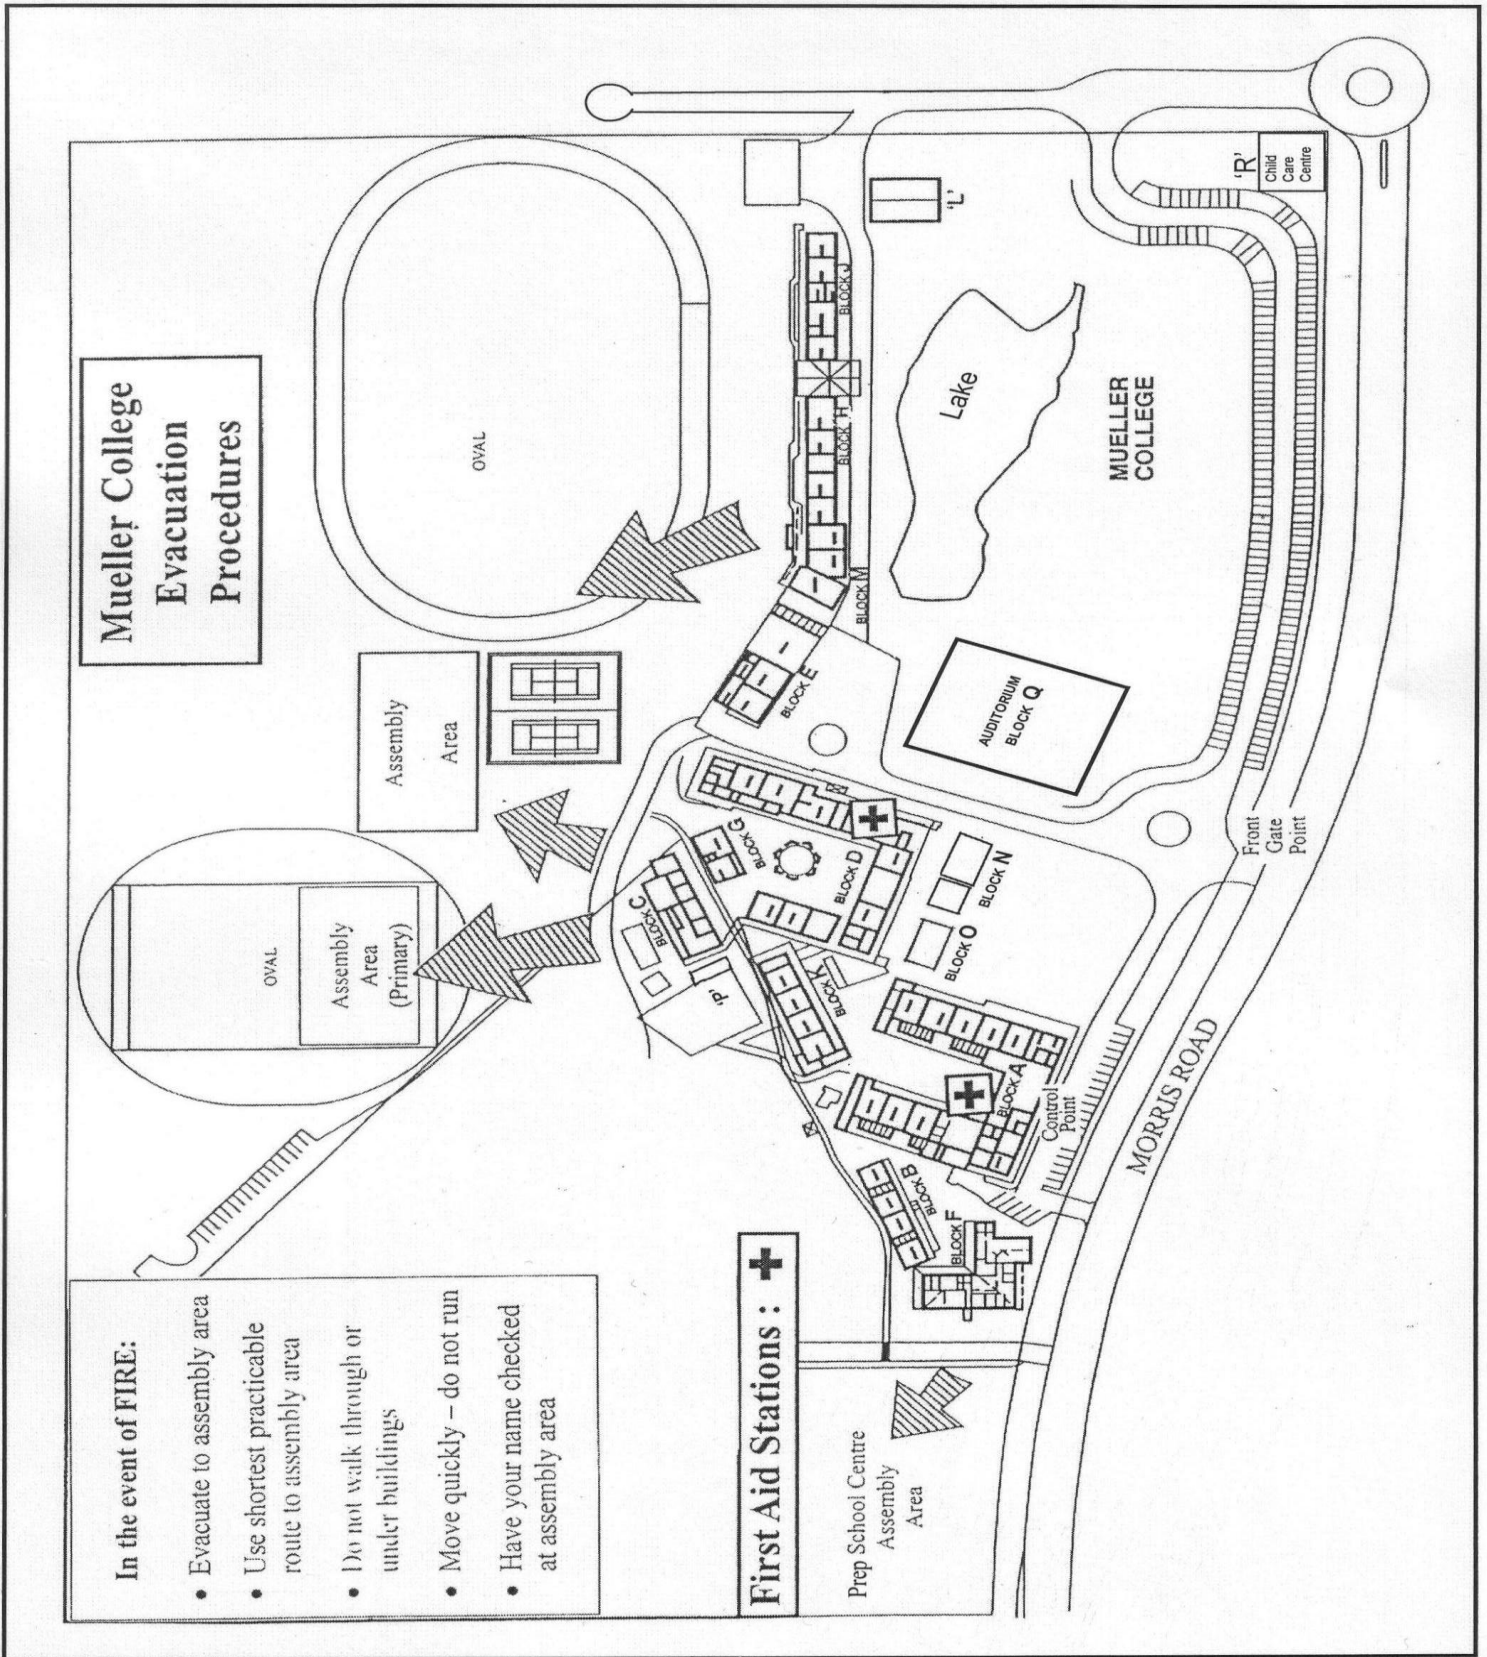 Mueller College
Evacuation
Procedures
In the event of FIRE:
• Evacuate to assembly area
• Use shortest practicable
route to assembly area
• Do not walk through or
under buildings
• Move quickly – do not run
• Have your name checked
at assembly area
OVAL
Assembly
Area
(Primary)
Assembly
Area
OVAL
First Aid Stations :
Prep School Centre
Assembly
Area
BLOCK F
BLOCK B
BLOCK A
Control
Point
BLOCK K
'P'
BLOCK C
BLOCK G
BLOCK D
BLOCK O
BLOCK N
BLOCK E
BLOCK M
BLOCK 'H'
BLOCK J
'L'
Lake
MUELLER
COLLEGE
AUDITORIUM
BLOCK Q
'R'
Child
Care
Centre
Front
Gate
Point
MORRIS ROAD